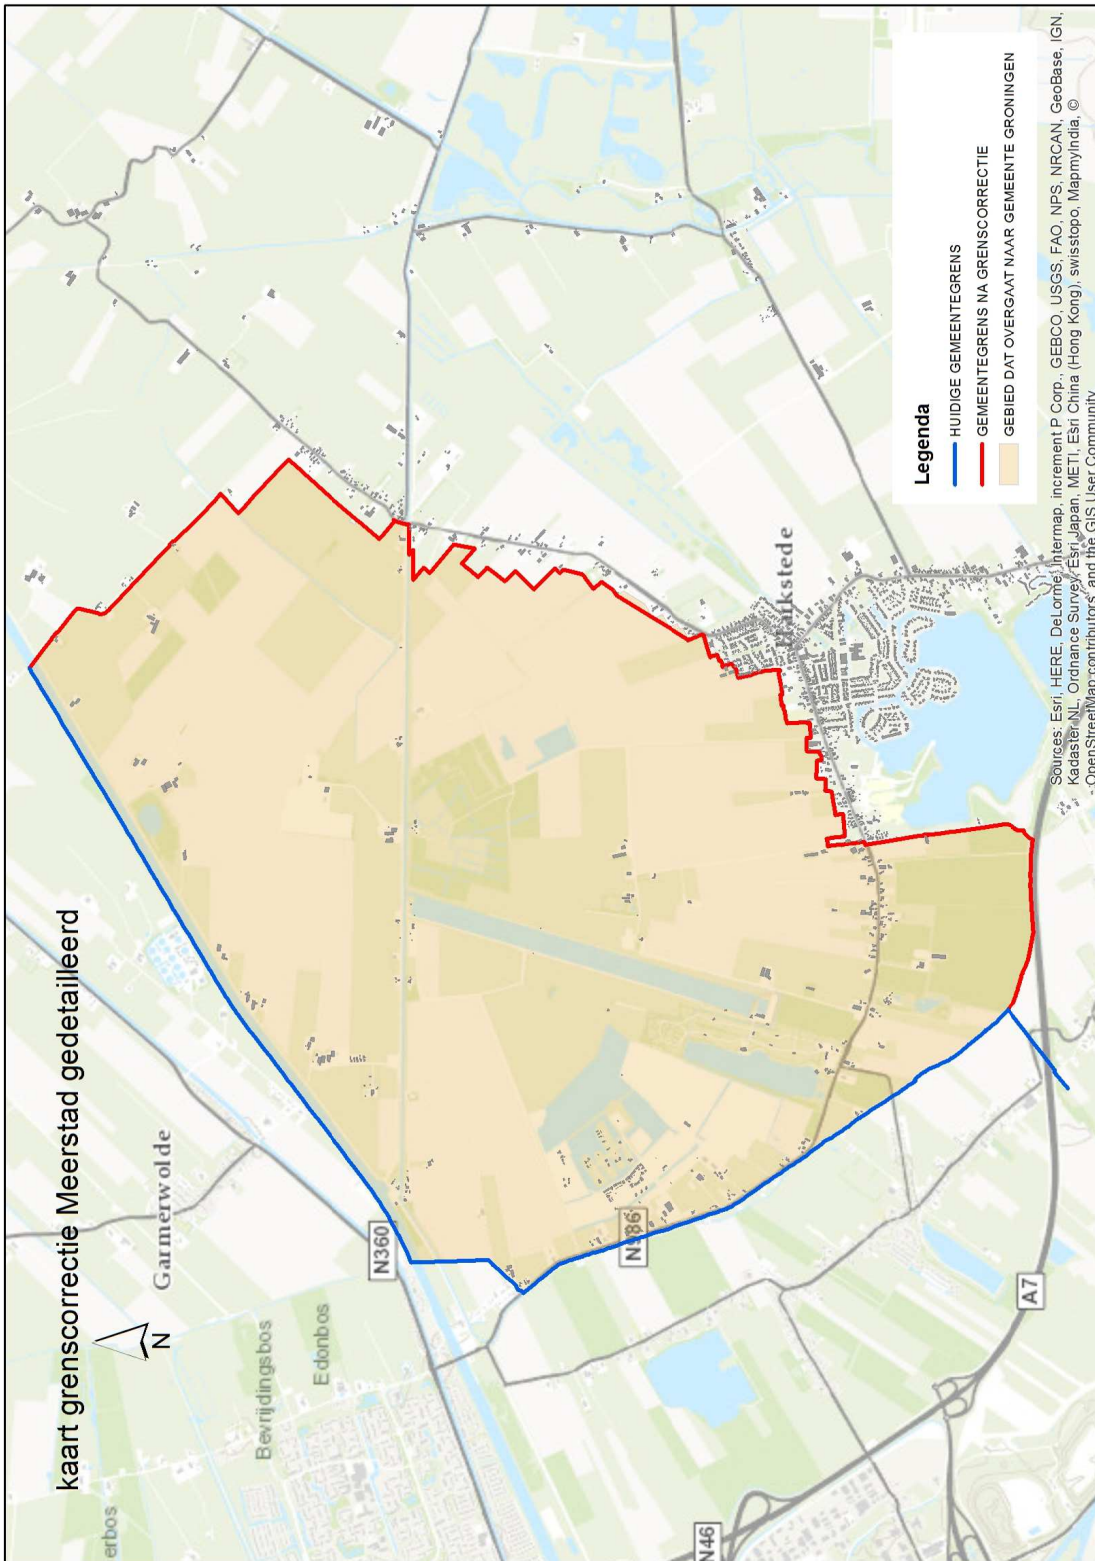 kaart grenscorrectie Meerstad gedetailleerd
N
Garmerwolde
Bevrijdingsbos
Edonbos
erbos
N360
N986
N46
A7
Harkstede
Legenda
HUIDIGE GEMEENTEGRENS
GEMEENTEGRENS NA GRENSCORRECTIE
GEBIED DAT OVERGAAT NAAR GEMEENTE GRONINGEN
Sources: Esri, HERE, DeLorme, Intermap, increment P Corp., GEBCO, USGS, FAO, NPS, NRCAN, GeoBase, IGN,
Kadaster NL, Ordnance Survey, Esri Japan, METI, Esri China (Hong Kong), swisstopo, MapmyIndia, ©
OpenStreetMap contributors, and the GIS User Community